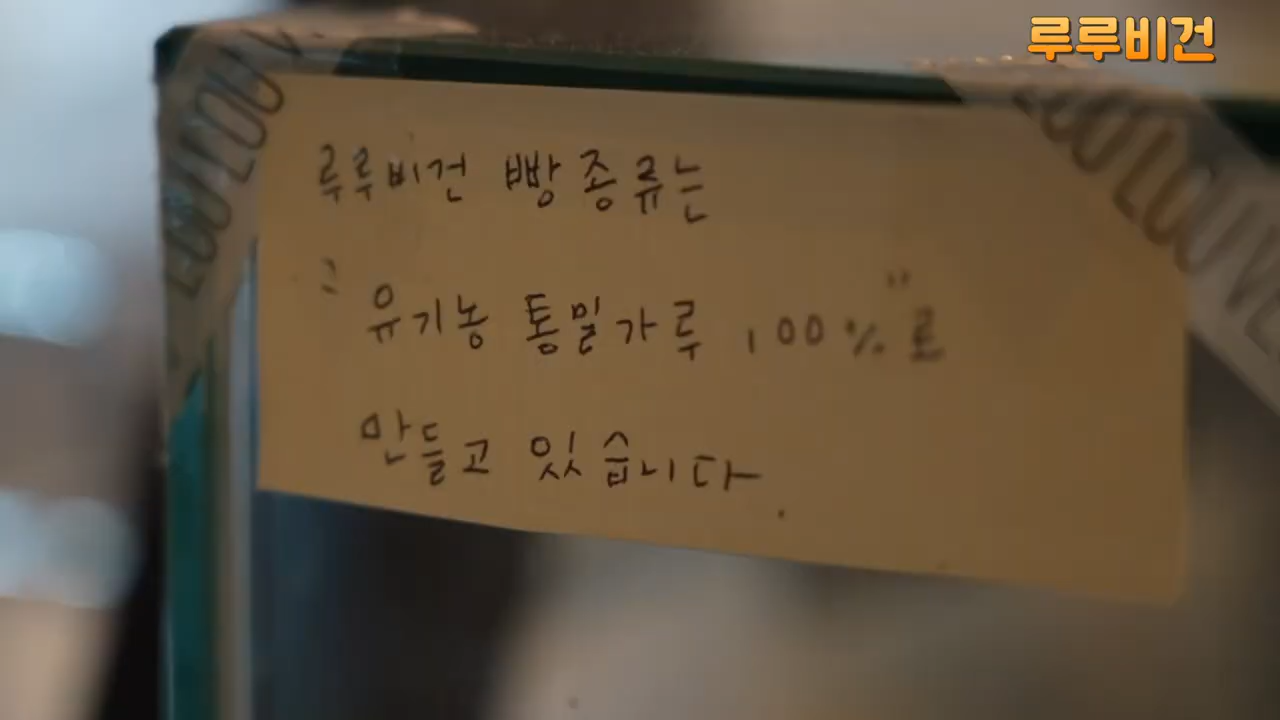 루루비건
루루비건 빵종류는
" 유기농 통밀가루 100% "로
만들고 있습니다.